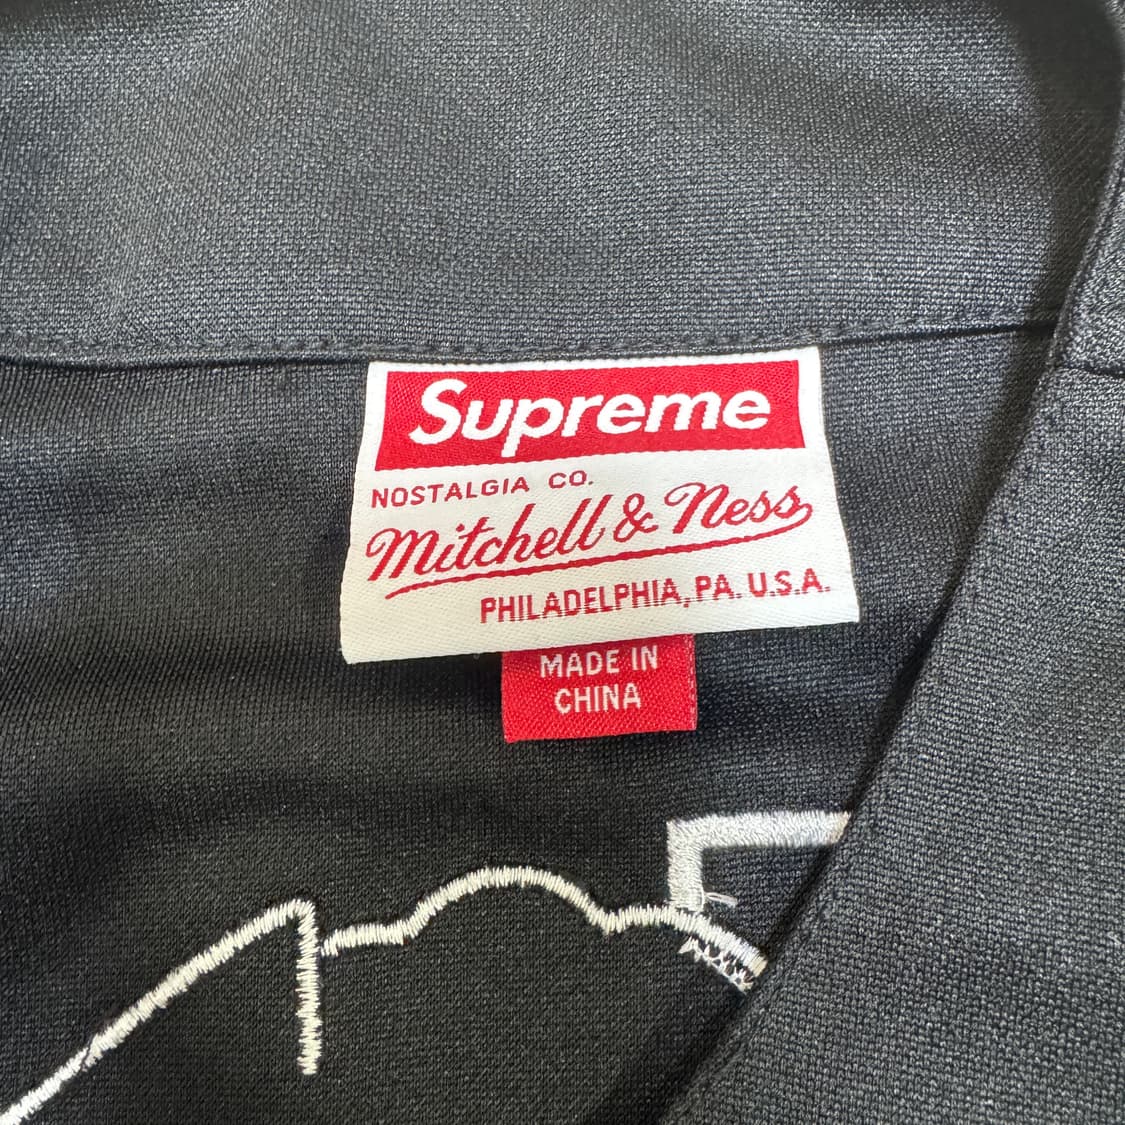 Supreme
NOSTALGIA CO.
Mitchell & Ness
PHILADELPHIA, PA. U.S.A.
MADE IN
CHINA